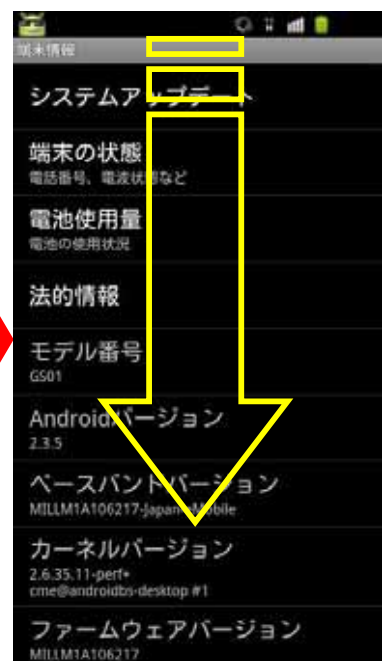 端末情報
システムアップデート
端末の状態
電話番号、電波状態など
電池使用量
電池の使用状況
法的情報
モデル番号
GS01
Androidバージョン
2.3.5
ベースバンドバージョン
MILLM1A106217-Japan-eMobile
カーネルバージョン
2.6.35.11-perf+
cme@androidbs-desktop #1
ファームウェアバージョン
MILLM1A106217